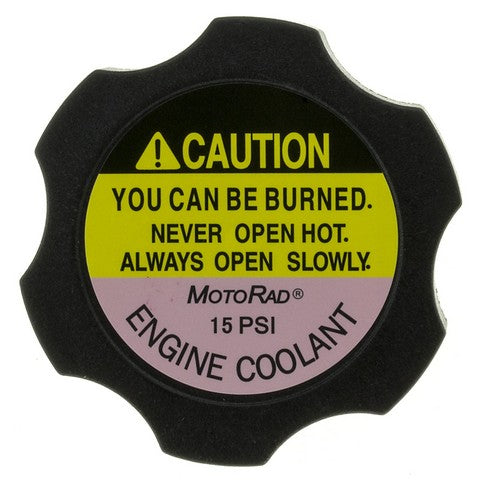 ⚠CAUTION
YOU CAN BE BURNED.
NEVER OPEN HOT.
ALWAYS OPEN SLOWLY.
MOTORAD®
15 PSI
ENGINE COOLANT